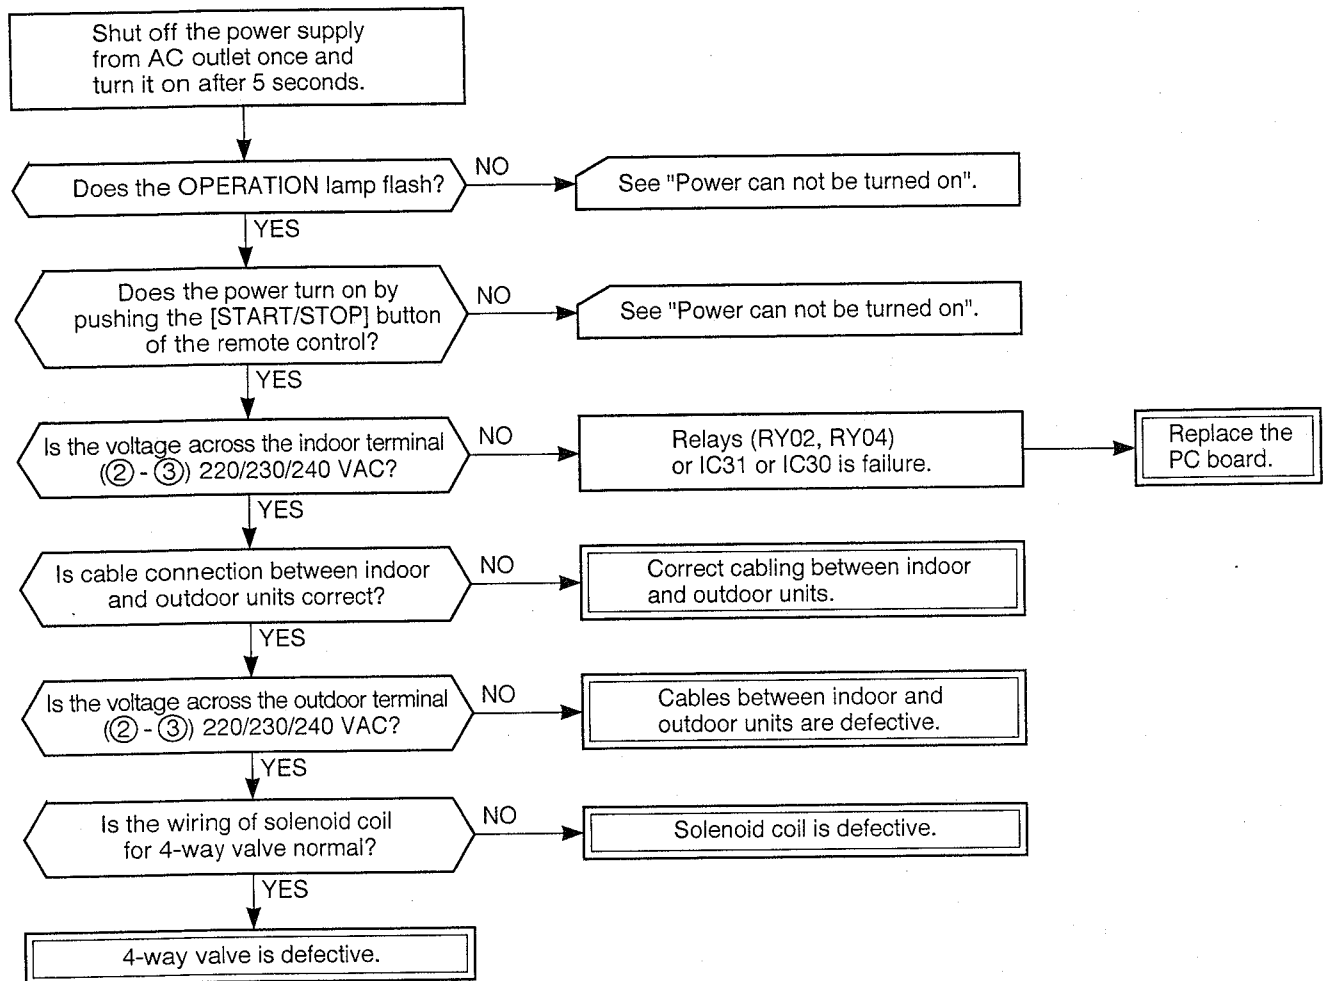 Shut off the power supply
from AC outlet once and
turn it on after 5 seconds.
Does the OPERATION lamp flash?
NO
See "Power can not be turned on".
YES
Does the power turn on by
pushing the [START/STOP] button
of the remote control?
NO
See "Power can not be turned on".
YES
Is the voltage across the indoor terminal
(② - ③) 220/230/240 VAC?
NO
Relays (RY02, RY04)
or IC31 or IC30 is failure.
Replace the
PC board.
YES
Is cable connection between indoor
and outdoor units correct?
NO
Correct cabling between indoor
and outdoor units.
YES
Is the voltage across the outdoor terminal
(② - ③) 220/230/240 VAC?
NO
Cables between indoor and
outdoor units are defective.
YES
Is the wiring of solenoid coil
for 4-way valve normal?
NO
Solenoid coil is defective.
YES
4-way valve is defective.